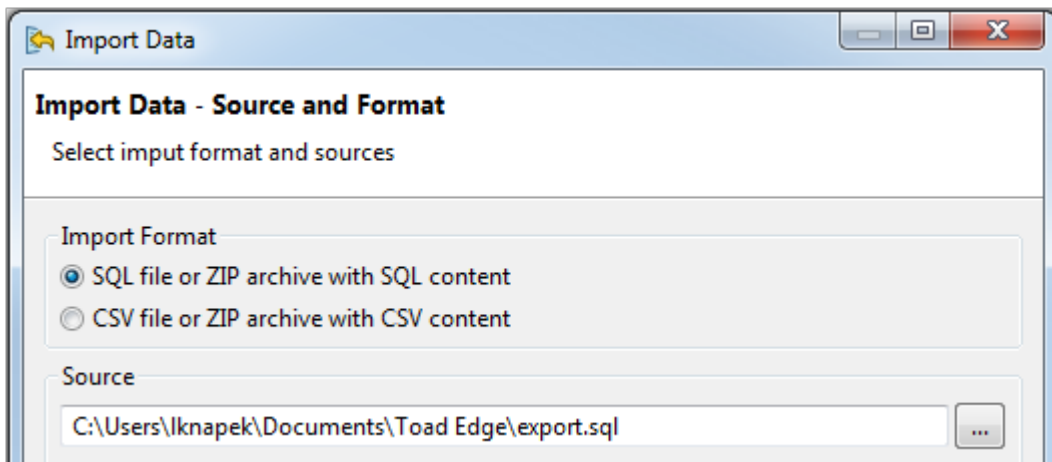 Import Data
Import Data - Source and Format
Select imput format and sources
Import Format
SQL file or ZIP archive with SQL content
CSV file or ZIP archive with CSV content
Source
C:\Users\lknapek\Documents\Toad Edge\export.sql
...